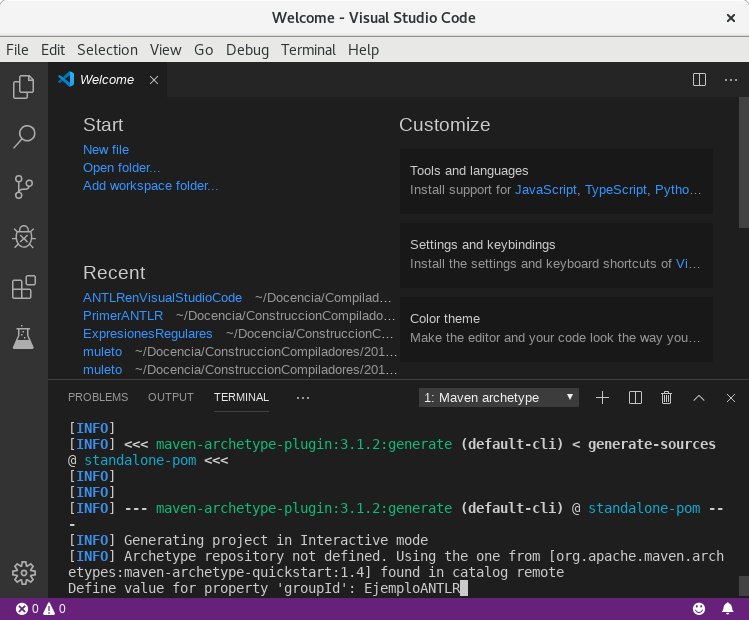 Welcome - Visual Studio Code
File Edit Selection View Go Debug Terminal Help
Welcome
Start
New file
Open folder...
Add workspace folder...
Recent
ANTLRenVisualStudioCode ~/Docencia/Compilad…
PrimerANTLR ~/Docencia/ConstruccionCompilado…
ExpresionesRegulares ~/Docencia/ConstruccionC…
muleto ~/Docencia/ConstruccionCompiladores/201…
muleto ~/Docencia/ConstruccionCompiladores/201…
Customize
Tools and languages
Install support for JavaScript, TypeScript, Pytho…
Settings and keybindings
Install the settings and keyboard shortcuts of Vi…
Color theme
Make the editor and your code look the way you…
PROBLEMS OUTPUT TERMINAL ··· 1: Maven archetype
[INFO]
[INFO] <<< maven-archetype-plugin:3.1.2:generate (default-cli) < generate-sources
@ standalone-pom <<<
[INFO]
[INFO]
[INFO] --- maven-archetype-plugin:3.1.2:generate (default-cli) @ standalone-pom --
-
[INFO] Generating project in Interactive mode
[INFO] Archetype repository not defined. Using the one from [org.apache.maven.arch
etypes:maven-archetype-quickstart:1.4] found in catalog remote
Define value for property 'groupId': EjemploANTLR
0 0